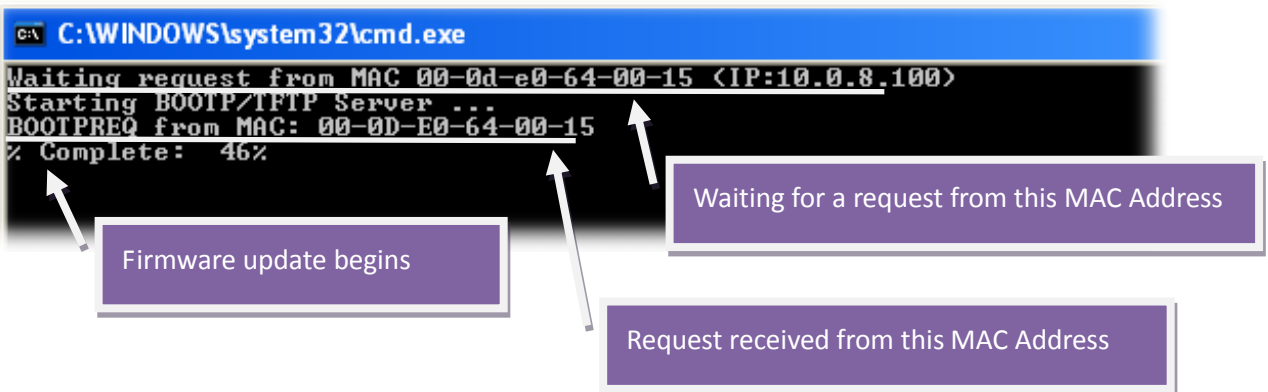 C:\WINDOWS\system32\cmd.exe
Waiting request from MAC 00-0d-e0-64-00-15 (IP:10.0.8.100)
Starting BOOTP/TFTP Server ...
BOOTPREQ from MAC: 00-0D-E0-64-00-15
% Complete:  46%
Waiting for a request from this MAC Address
Firmware update begins
Request received from this MAC Address